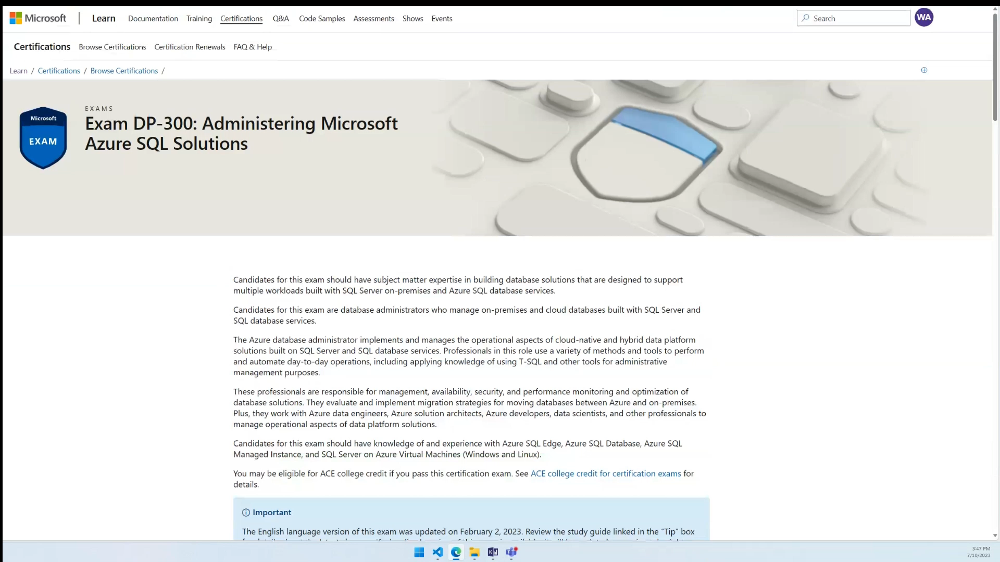 Microsoft Learn Documentation Training Certifications Q&A Code Samples Assessments Shows Events Search WA
Certifications Browse Certifications Certification Renewals FAQ & Help
Learn / Certifications / Browse Certifications /
EXAMS
Microsoft
EXAM
Exam DP-300: Administering Microsoft
Azure SQL Solutions
Candidates for this exam should have subject matter expertise in building database solutions that are designed to support
multiple workloads built with SQL Server on-premises and Azure SQL database services.
Candidates for this exam are database administrators who manage on-premises and cloud databases built with SQL Server and
SQL database services.
The Azure database administrator implements and manages the operational aspects of cloud-native and hybrid data platform
solutions built on SQL Server and SQL database services. Professionals in this role use a variety of methods and tools to perform
and automate day-to-day operations, including applying knowledge of using T-SQL and other tools for administrative
management purposes.
These professionals are responsible for management, availability, security, and performance monitoring and optimization of
database solutions. They evaluate and implement migration strategies for moving databases between Azure and on-premises.
Plus, they work with Azure data engineers, Azure solution architects, Azure developers, data scientists, and other professionals to
manage operational aspects of data platform solutions.
Candidates for this exam should have knowledge of and experience with Azure SQL Edge, Azure SQL Database, Azure SQL
Managed Instance, and SQL Server on Azure Virtual Machines (Windows and Linux).
You may be eligible for ACE college credit if you pass this certification exam. See ACE college credit for certification exams for
details.
Important
The English language version of this exam was updated on February 2, 2023. Review the study guide linked in the “Tip” box
3:47 PM
7/10/2023